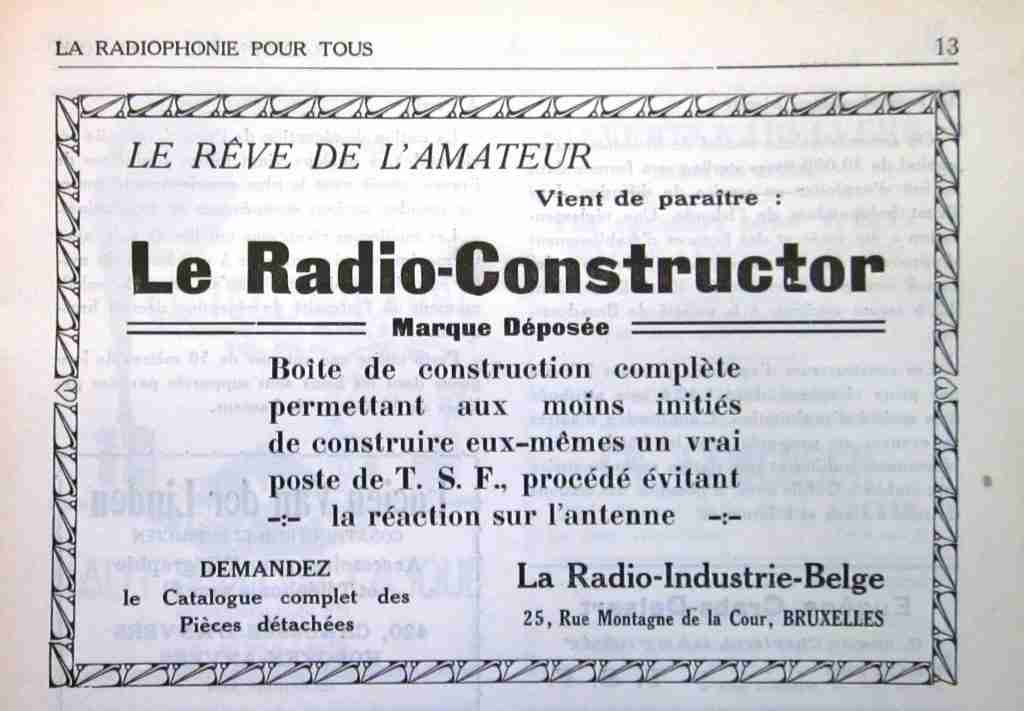 LA RADIOPHONIE POUR TOUS 13
LE RÊVE DE L'AMATEUR
Vient de paraître :
Le Radio-Constructor
Marque Déposée
Boite de construction complète
permettant aux moins initiés
de construire eux-mêmes un vrai
poste de T. S. F., procédé évitant
-:- la réaction sur l'antenne -:-
DEMANDEZ
le Catalogue complet des
Pièces détachées
La Radio-Industrie-Belge
25, Rue Montagne de la Cour, BRUXELLES